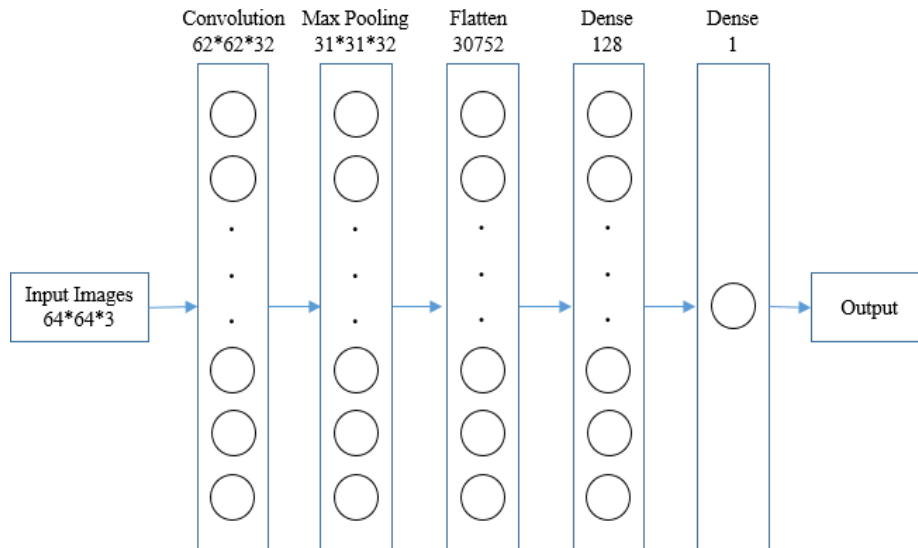 Convolution
62*62*32
Max Pooling
31*31*32
Flatten
30752
Dense
128
Dense
1
Input Images
64*64*3
Output